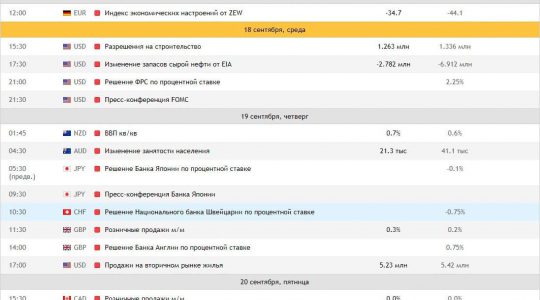 12:00 EUR Индекс экономических настроений от ZEW -34.7 -44.1
18 сентября, среда
15:30 USD Разрешения на строительство 1.263 млн 1.336 млн
17:30 USD Изменение запасов сырой нефти от EIA -2.782 млн -6.912 млн
21:00 USD Решение ФРС по процентной ставке 2.25%
21:30 USD Пресс-конференция FOMC
19 сентября, четверг
01:45 NZD ВВП кв/кв 0.7% 0.6%
04:30 AUD Изменение занятости населения 21.3 тыс 41.1 тыс
05:30 JPY Решение Банка Японии по процентной ставке -0.1%
(предв.)
09:30 JPY Пресс-конференция Банка Японии
10:30 CHF Решение Национального банка Швейцарии по процентной ставке -0.75%
11:30 GBP Розничные продажи м/м 0.3% 0.2%
14:00 GBP Решение Банка Англии по процентной ставке 0.75%
17:00 USD Продажи на вторичном рынке жилья 5.23 млн 5.42 млн
20 сентября, пятница
15:30 CAD Розничные продажи м/м 0.0% 0.0%